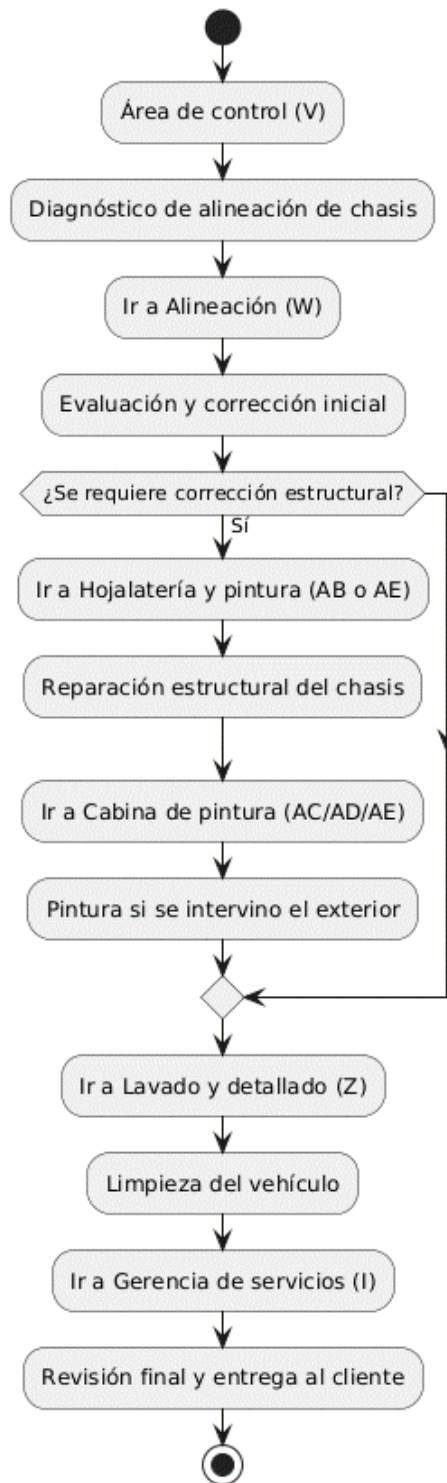 Área de control (V)
Diagnóstico de alineación de chasis
Ir a Alineación (W)
Evaluación y corrección inicial
¿Se requiere corrección estructural?
Sí
Ir a Hojalatería y pintura (AB o AE)
Reparación estructural del chasis
Ir a Cabina de pintura (AC/AD/AE)
Pintura si se intervino el exterior
Ir a Lavado y detallado (Z)
Limpieza del vehículo
Ir a Gerencia de servicios (I)
Revisión final y entrega al cliente